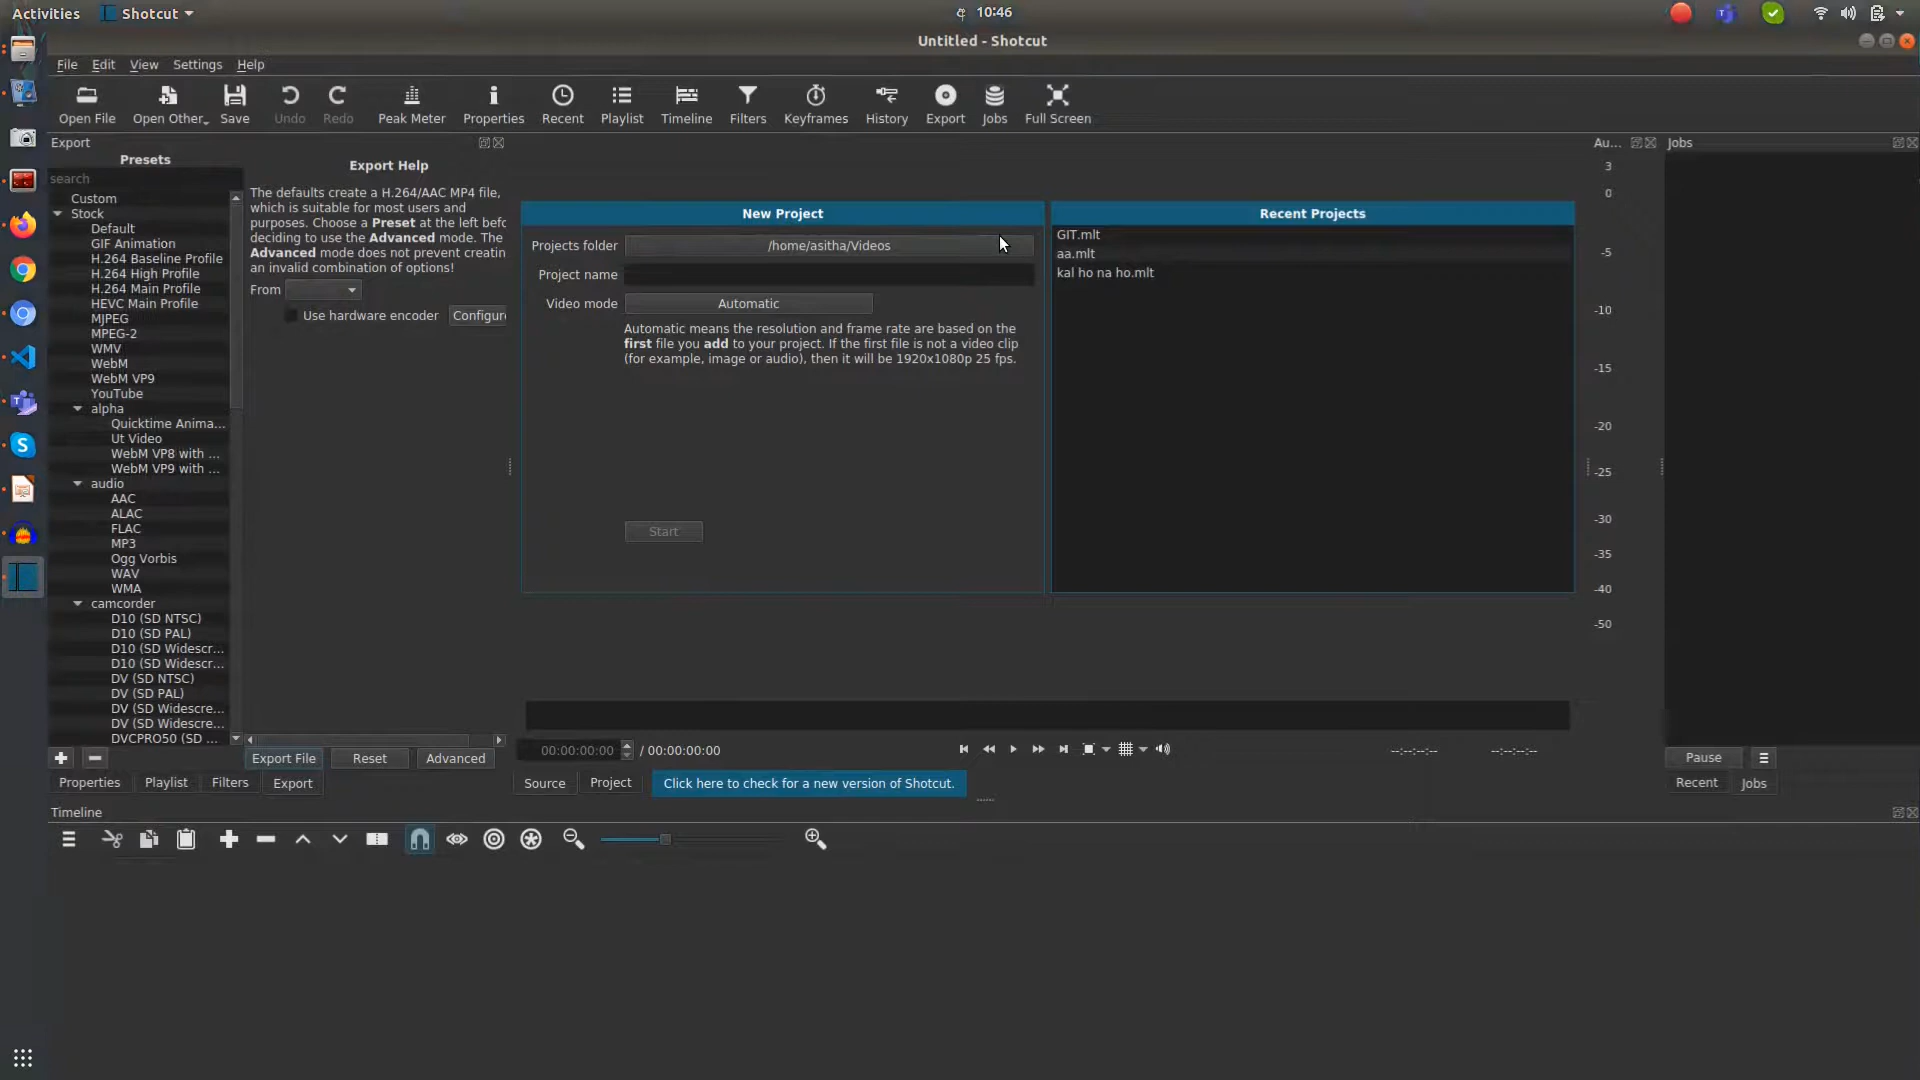 Activities
Shotcut
10:46
Untitled - Shotcut
File Edit View Settings Help
Open File
Open Other...
Save
Undo
Redo
Peak Meter
Properties
Recent
Playlist
Timeline
Filters
Keyframes
History
Export
Jobs
Full Screen
Export
Presets
search
Custom
Stock
Default
GIF Animation
H.264 Baseline Profile
H.264 High Profile
H.264 Main Profile
HEVC Main Profile
MJPEG
MPEG-2
WMV
WebM
WebM VP9
YouTube
alpha
Quicktime Anima...
Ut Video
WebM VP8 with ...
WebM VP9 with ...
audio
AAC
ALAC
FLAC
MP3
Ogg Vorbis
WAV
WMA
camcorder
D10 (SD NTSC)
D10 (SD PAL)
D10 (SD Widescr...
D10 (SD Widescr...
DV (SD NTSC)
DV (SD PAL)
DV (SD Widescre...
DV (SD Widescre...
DVCPRO50 (SD ...
Export Help
The defaults create a H.264/AAC MP4 file,
which is suitable for most users and
purposes. Choose a Preset at the left befo
deciding to use the Advanced mode. The
Advanced mode does not prevent creatin
an invalid combination of options!
From
Use hardware encoder
Configure
Export File
Reset
Advanced
Properties
Playlist
Filters
Export
New Project
Projects folder
/home/asitha/Videos
Project name
Video mode
Automatic
Automatic means the resolution and frame rate are based on the
first file you add to your project. If the first file is not a video clip
(for example, image or audio), then it will be 1920x1080p 25 fps.
Start
Recent Projects
GIT.mlt
aa.mlt
kal ho na ho.mlt
00:00:00:00
/ 00:00:00:00
--:--:--:--
--:--:--:--
Source
Project
Click here to check for a new version of Shotcut.
Au...
3
0
-5
-10
-15
-20
-25
-30
-35
-40
-50
Jobs
Pause
Recent
Jobs
Timeline